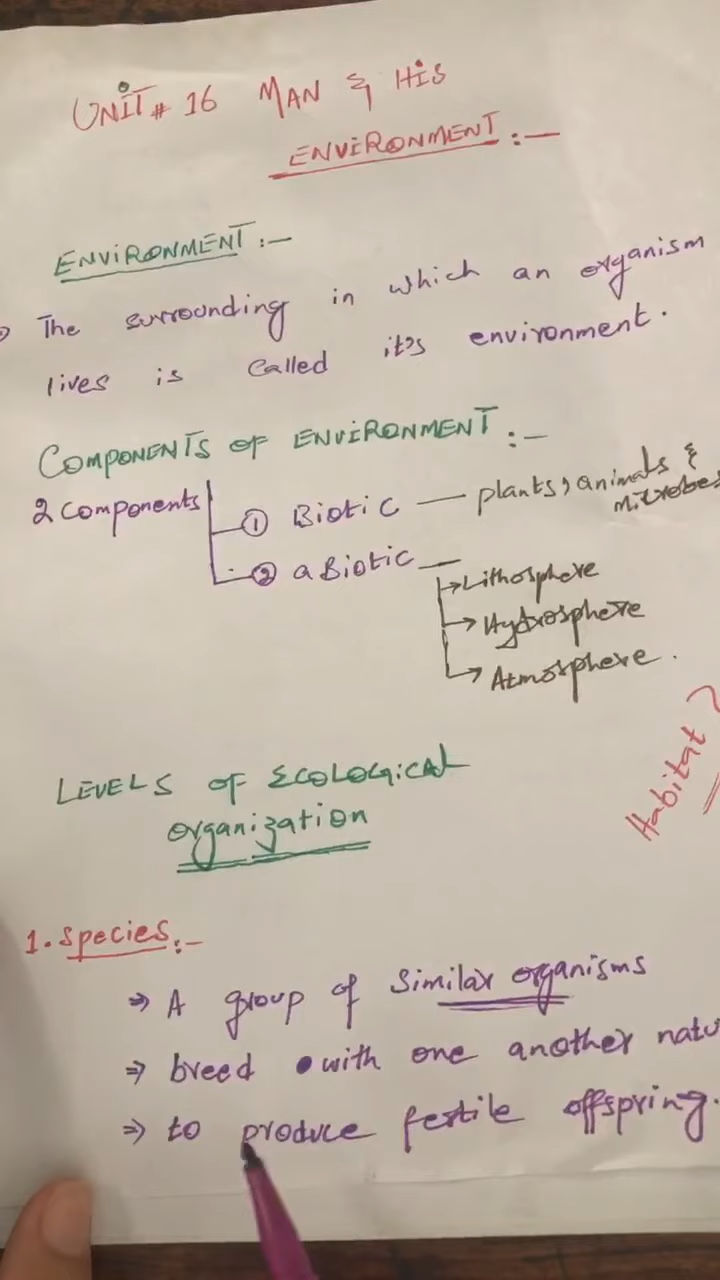 UNIT # 16 MAN & HIS
ENVIRONMENT :-
ENVIRONMENT :-
The surrounding in which an organism
lives is called it's environment.
COMPONENTS OF ENVIRONMENT :-
2 Components
① Biotic — plants, animals &
microbes
② aBiotic —
→ Lithosphere
→ Hydrosphere
→ Atmosphere.
Habitat ?
LEVELS OF ECOLOGICAL
organization
1. Species :-
⇒ A group of similar organisms
⇒ breed with one another
⇒ to produce fertile offspring.